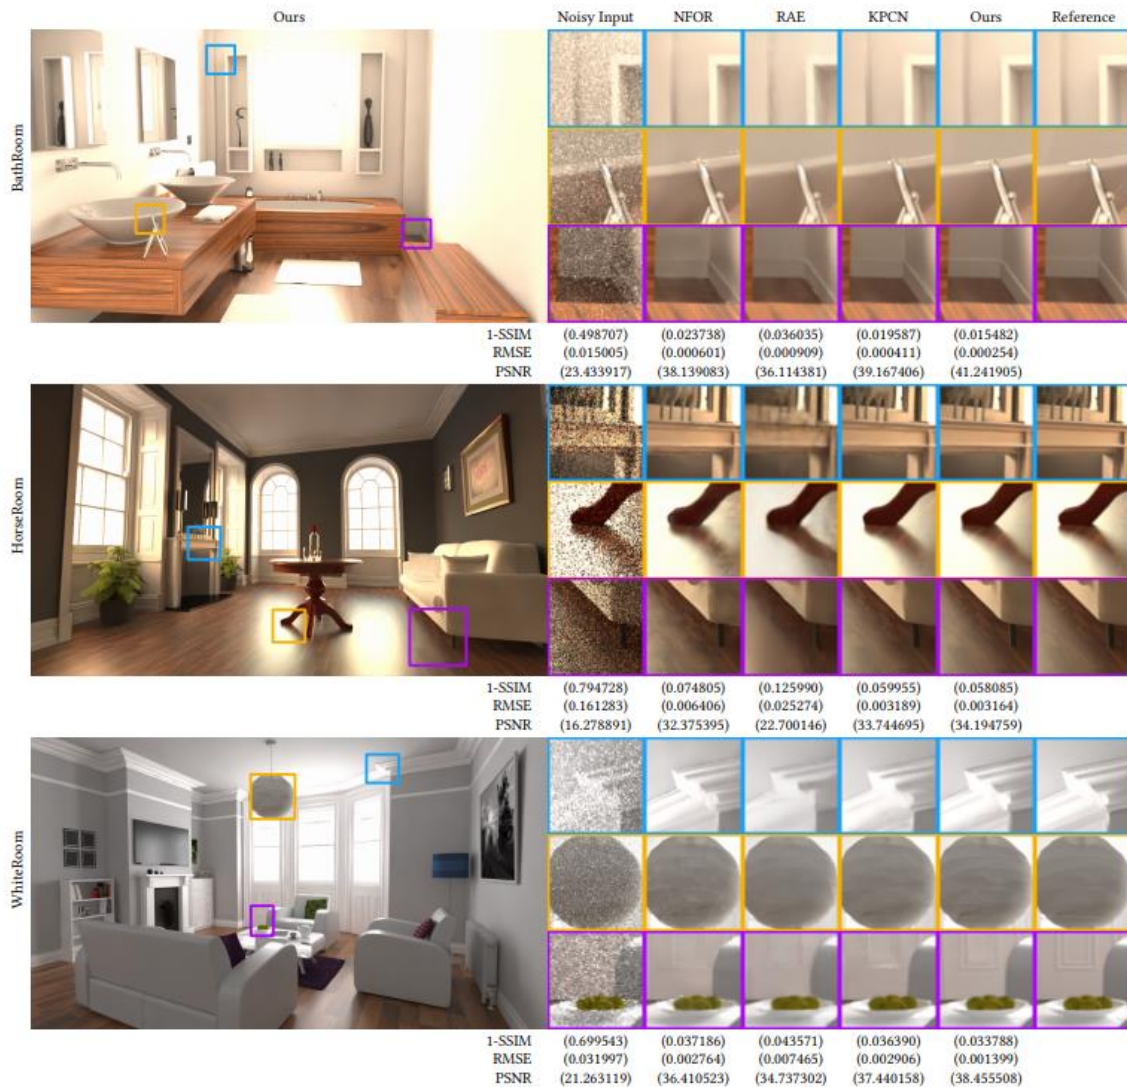 Ours Noisy Input NFOR RAE KPCN Ours Reference
BathRoom
1-SSIM (0.498707) (0.023738) (0.036035) (0.019587) (0.015482)
RMSE (0.015005) (0.000601) (0.000909) (0.000411) (0.000254)
PSNR (23.433917) (38.139083) (36.114381) (39.167406) (41.241905)
HorseRoom
1-SSIM (0.794728) (0.074805) (0.125990) (0.059955) (0.058085)
RMSE (0.161283) (0.006406) (0.025274) (0.003189) (0.003164)
PSNR (16.278891) (32.375395) (22.700146) (33.744695) (34.194759)
WhiteRoom
1-SSIM (0.699543) (0.037186) (0.043571) (0.036390) (0.033788)
RMSE (0.031997) (0.002764) (0.007465) (0.002906) (0.001399)
PSNR (21.263119) (36.410523) (34.737302) (37.440158) (38.455508)